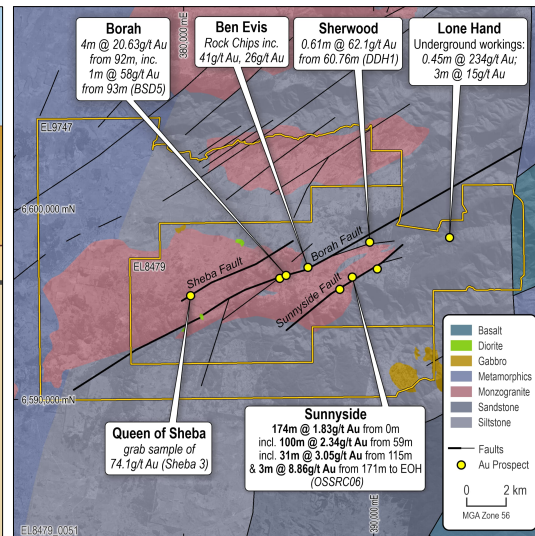 Borah
4m @ 20.63g/t Au
from 92m, inc.
1m @ 58g/t Au
from 93m (BSD5)
380,000 mE
Ben Evis
Rock Chips inc.
41g/t Au, 26g/t Au
Sherwood
0.61m @ 62.1g/t Au
from 60.76m (DDH1)
Lone Hand
Underground workings:
0.45m @ 234g/t Au;
3m @ 15g/t Au
EL9747
6,600,000 mN
EL8479
Sheba Fault
Borah Fault
Sunnyside Fault
6,590,000 mN
Queen of Sheba
grab sample of
74.1g/t Au (Sheba 3)
Sunnyside
174m @ 1.83g/t Au from 0m
incl. 100m @ 2.34g/t Au from 59m
incl. 31m @ 3.05g/t Au from 115m
& 3m @ 8.86g/t Au from 171m to EOH
(OSSRC06)
390,000 mE
Basalt
Diorite
Gabbro
Metamorphics
Monzogranite
Sandstone
Siltstone
Faults
Au Prospect
0 2 km
MGA Zone 56
EL8479_0051